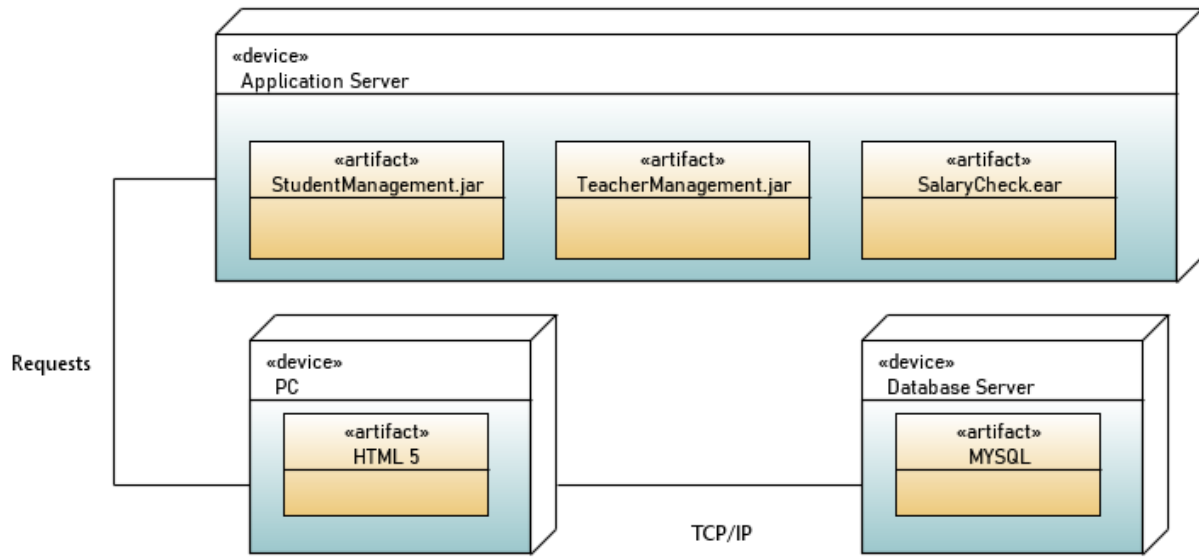 «device»
Application Server
«artifact»
StudentManagement.jar
«artifact»
TeacherManagement.jar
«artifact»
SalaryCheck.ear
Requests
«device»
PC
«artifact»
HTML 5
TCP/IP
«device»
Database Server
«artifact»
MYSQL